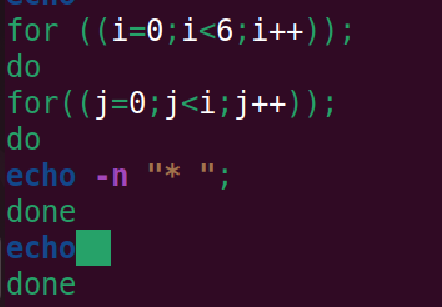 echo
for ((i=0;i<6;i++));
do
for((j=0;j<i;j++));
do
echo -n "* ";
done
echo
done